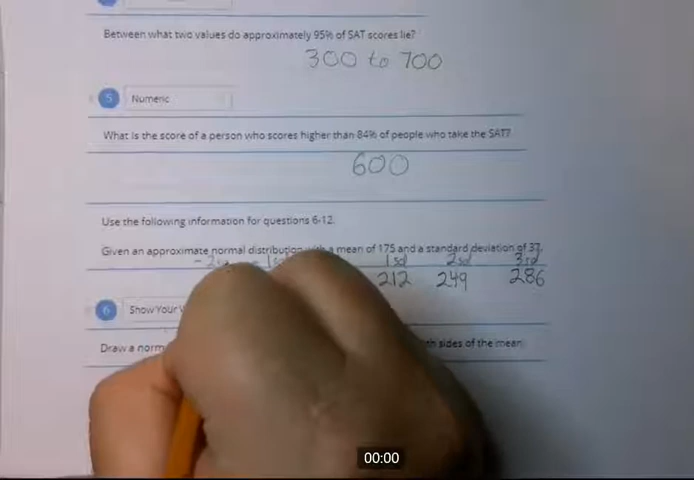 Between what two values do approximately 95% of SAT scores lie?
300 to 700
5 Numeric
What is the score of a person who scores higher than 84% of people who take the SAT?
600
Use the following information for questions 6-12.
Given an approximate normal distribution a mean of 175 and a standard deviation of 37.
1sd 2sd 3sd
212 249 286
6 Show Your
Draw a norm sides of the mean
00:00